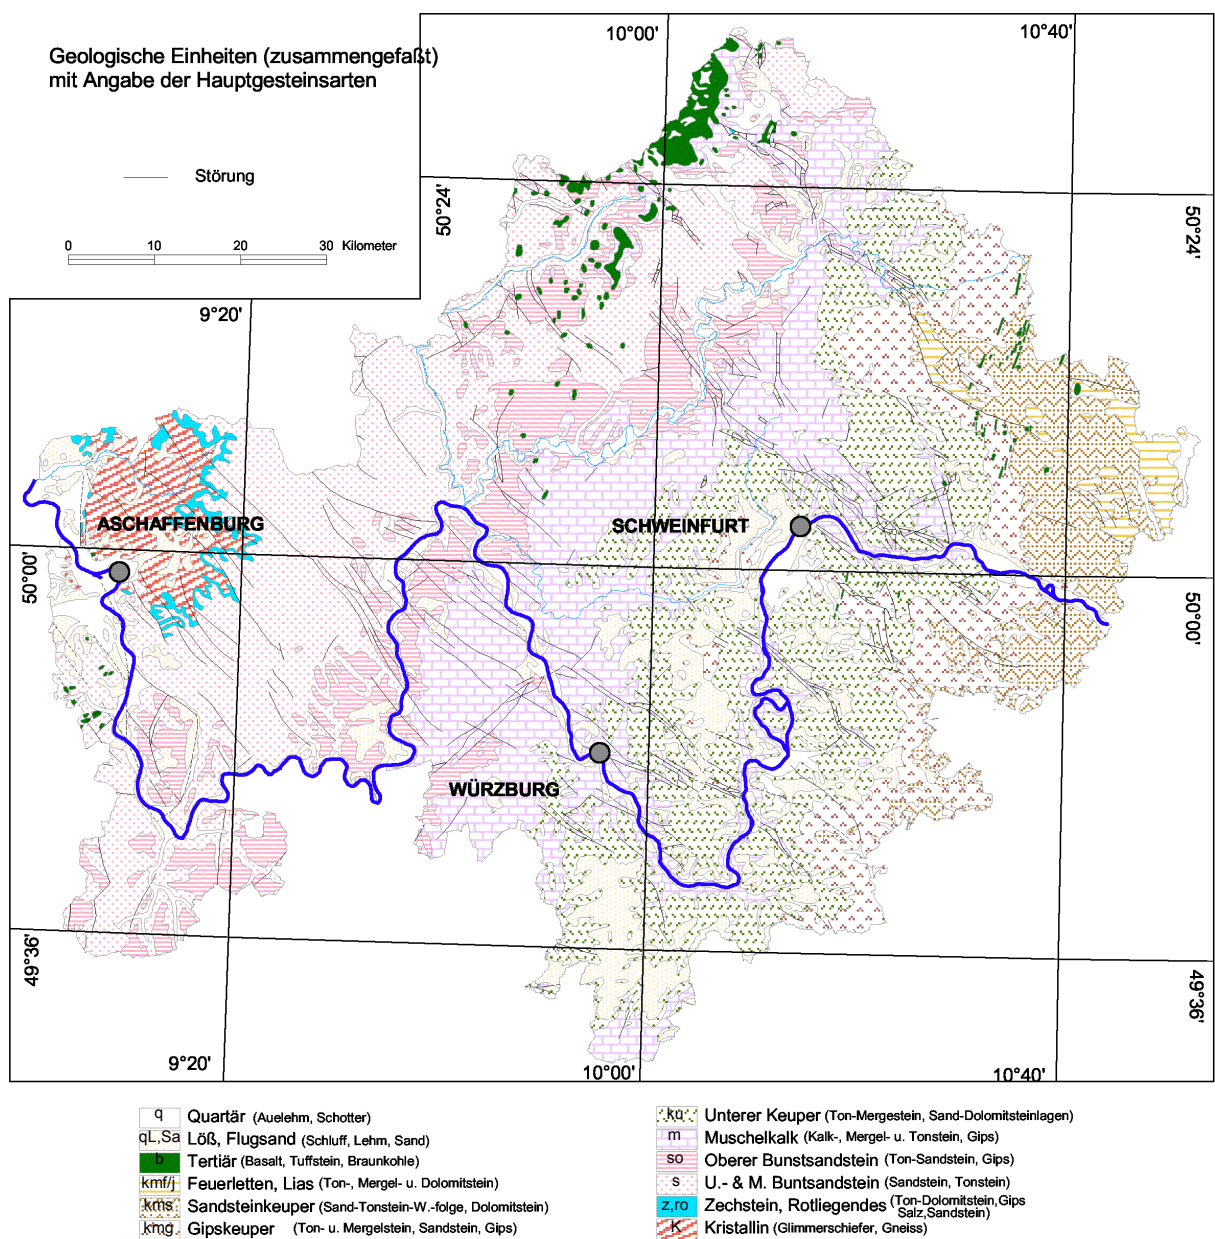 Geologische Einheiten (zusammengefaßt)
mit Angabe der Hauptgesteinsarten
Störung
0 10 20 30 Kilometer
10°00'
10°40'
50°24'
50°24'
9°20'
ASCHAFFENBURG
SCHWEINFURT
50°00'
50°00'
WÜRZBURG
49°36'
49°36'
9°20'
10°00'
10°40'
q Quartär (Auelehm, Schotter)
qL,Sa Löß, Flugsand (Schluff, Lehm, Sand)
b Tertiär (Basalt, Tuffstein, Braunkohle)
kmf/j Feuerletten, Lias (Ton-, Mergel- u. Dolomitstein)
kms Sandsteinkeuper (Sand-Tonstein-W.-folge, Dolomitstein)
kmg Gipskeuper (Ton- u. Mergelstein, Sandstein, Gips)
ku Unterer Keuper (Ton-Mergestein, Sand-Dolomitsteinlagen)
m Muschelkalk (Kalk-, Mergel- u. Tonstein, Gips)
so Oberer Bunstsandstein (Ton-Sandstein, Gips)
s U.- & M. Buntsandstein (Sandstein, Tonstein)
z,ro Zechstein, Rotliegendes (Ton-Dolomitstein,Gips
Salz,Sandstein)
K Kristallin (Glimmerschiefer, Gneiss)